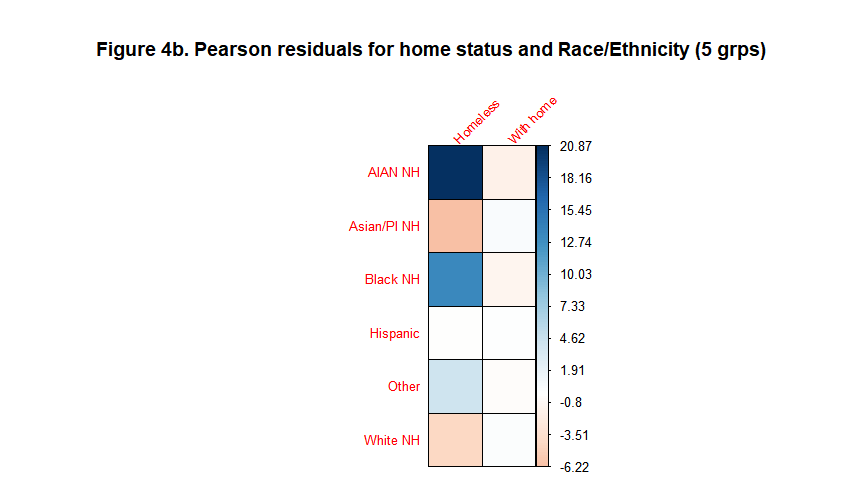 Figure 4b. Pearson residuals for home status and Race/Ethnicity (5 grps)
Homeless
With home
AIAN NH
Asian/PI NH
Black NH
Hispanic
Other
White NH
20.87
18.16
15.45
12.74
10.03
7.33
4.62
1.91
-0.8
-3.51
-6.22